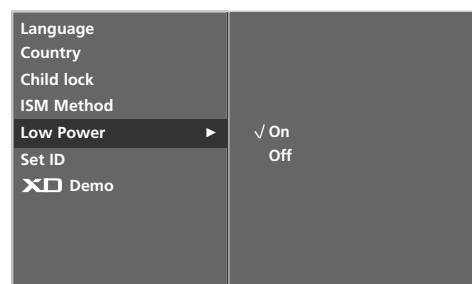 Language
Country
Child lock
ISM Method
Low Power ► √ On
Set ID Off
XD Demo